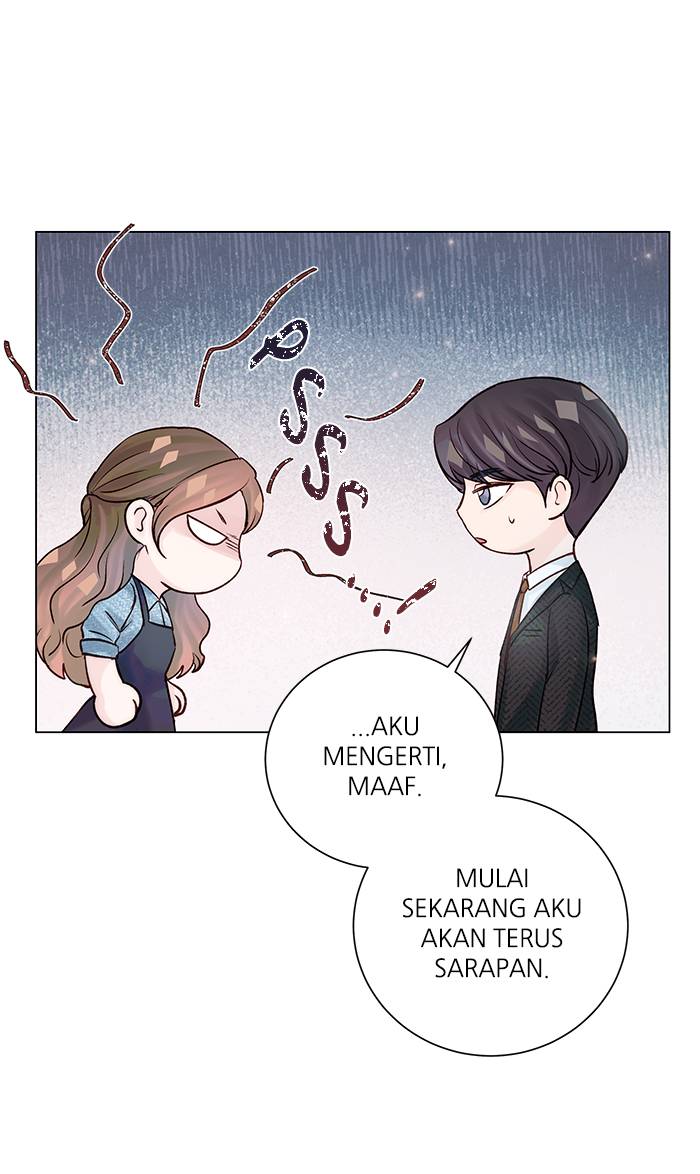 PSSS
...AKU
MENGERTI,
MAAF.
MULAI
SEKARANG AKU
AKAN TERUS
SARAPAN.